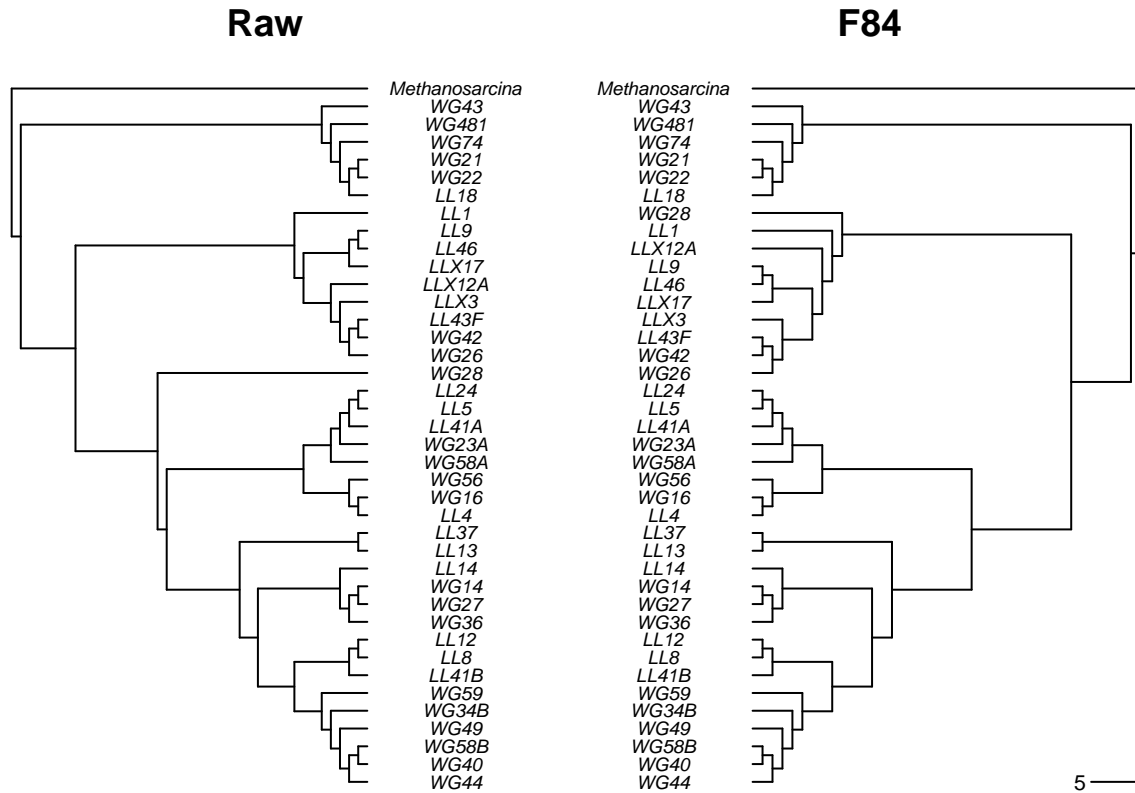 Raw F84
Methanosarcina Methanosarcina
WG43 WG43
WG481 WG481
WG74 WG74
WG21 WG21
WG22 WG22
LL18 LL18
LL1 WG28
LL9 LL1
LL46 LLX12A
LLX17 LL9
LLX12A LL46
LLX3 LLX17
LL43F LLX3
WG42 LL43F
WG26 WG42
WG28 WG26
LL24 LL24
LL5 LL5
LL41A LL41A
WG23A WG23A
WG58A WG58A
WG56 WG56
WG16 WG16
LL4 LL4
LL37 LL37
LL13 LL13
LL14 LL14
WG14 WG14
WG27 WG27
WG36 WG36
LL12 LL12
LL8 LL8
LL41B LL41B
WG59 WG59
WG34B WG34B
WG49 WG49
WG58B WG58B
WG40 WG40
WG44 WG44 5